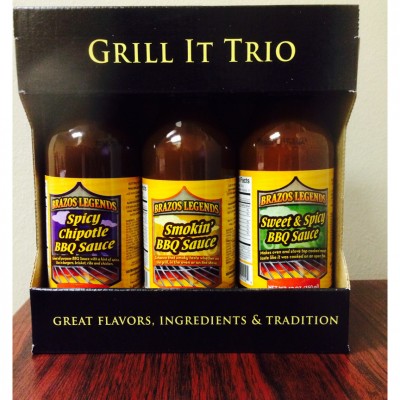 GRILL IT TRIO
BRAZOS LEGENDS
Spicy
Chipotle
BBQ Sauce
BRAZOS LEGENDS
Smokin'
BBQ Sauce
BRAZOS LEGENDS
Sweet & Spicy
BBQ Sauce
GREAT FLAVORS, INGREDIENTS & TRADITION